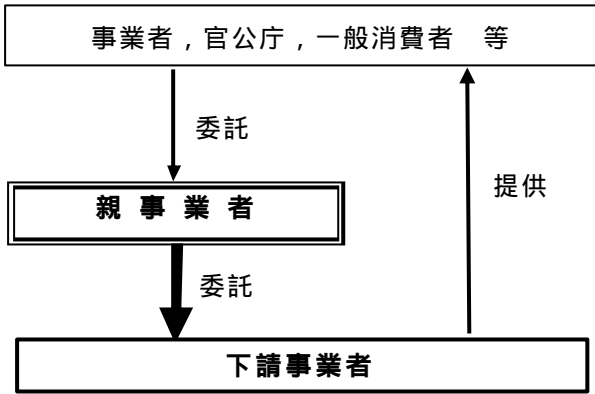 事業者，官公庁，一般消費者　等
委託
親事業者
提供
委託
下請事業者